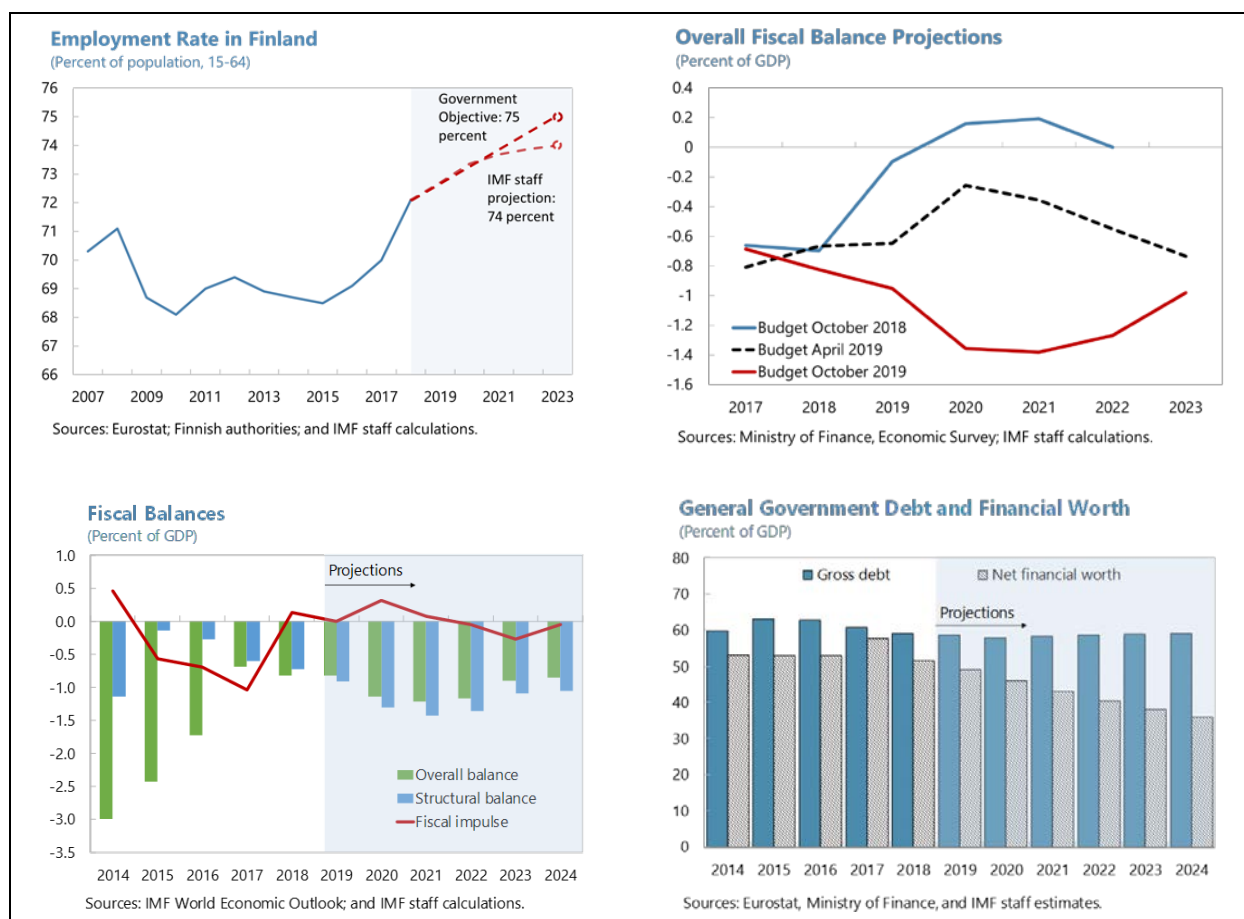 Employment Rate in Finland
(Percent of population, 15-64)
76
75
74
73
72
71
70
69
68
67
66
Government
Objective: 75
percent
IMF staff
projection:
74 percent
2007 2009 2011 2013 2015 2017 2019 2021 2023
Sources: Eurostat; Finnish authorities; and IMF staff calculations.
Overall Fiscal Balance Projections
(Percent of GDP)
0.4
0.2
0
-0.2
-0.4
-0.6
-0.8
-1
-1.2
-1.4
-1.6
Budget October 2018
Budget April 2019
Budget October 2019
2017 2018 2019 2020 2021 2022 2023
Sources: Ministry of Finance, Economic Survey; IMF staff calculations.
Fiscal Balances
(Percent of GDP)
1.0
0.5
0.0
-0.5
-1.0
-1.5
-2.0
-2.5
-3.0
-3.5
Projections
Overall balance
Structural balance
Fiscal impulse
2014 2015 2016 2017 2018 2019 2020 2021 2022 2023 2024
Sources: IMF World Economic Outlook; and IMF staff calculations.
General Government Debt and Financial Worth
(Percent of GDP)
80
70
60
50
40
30
20
10
0
Gross debt
Net financial worth
Projections
2014 2015 2016 2017 2018 2019 2020 2021 2022 2023 2024
Sources: Eurostat, Ministry of Finance, and IMF staff estimates.